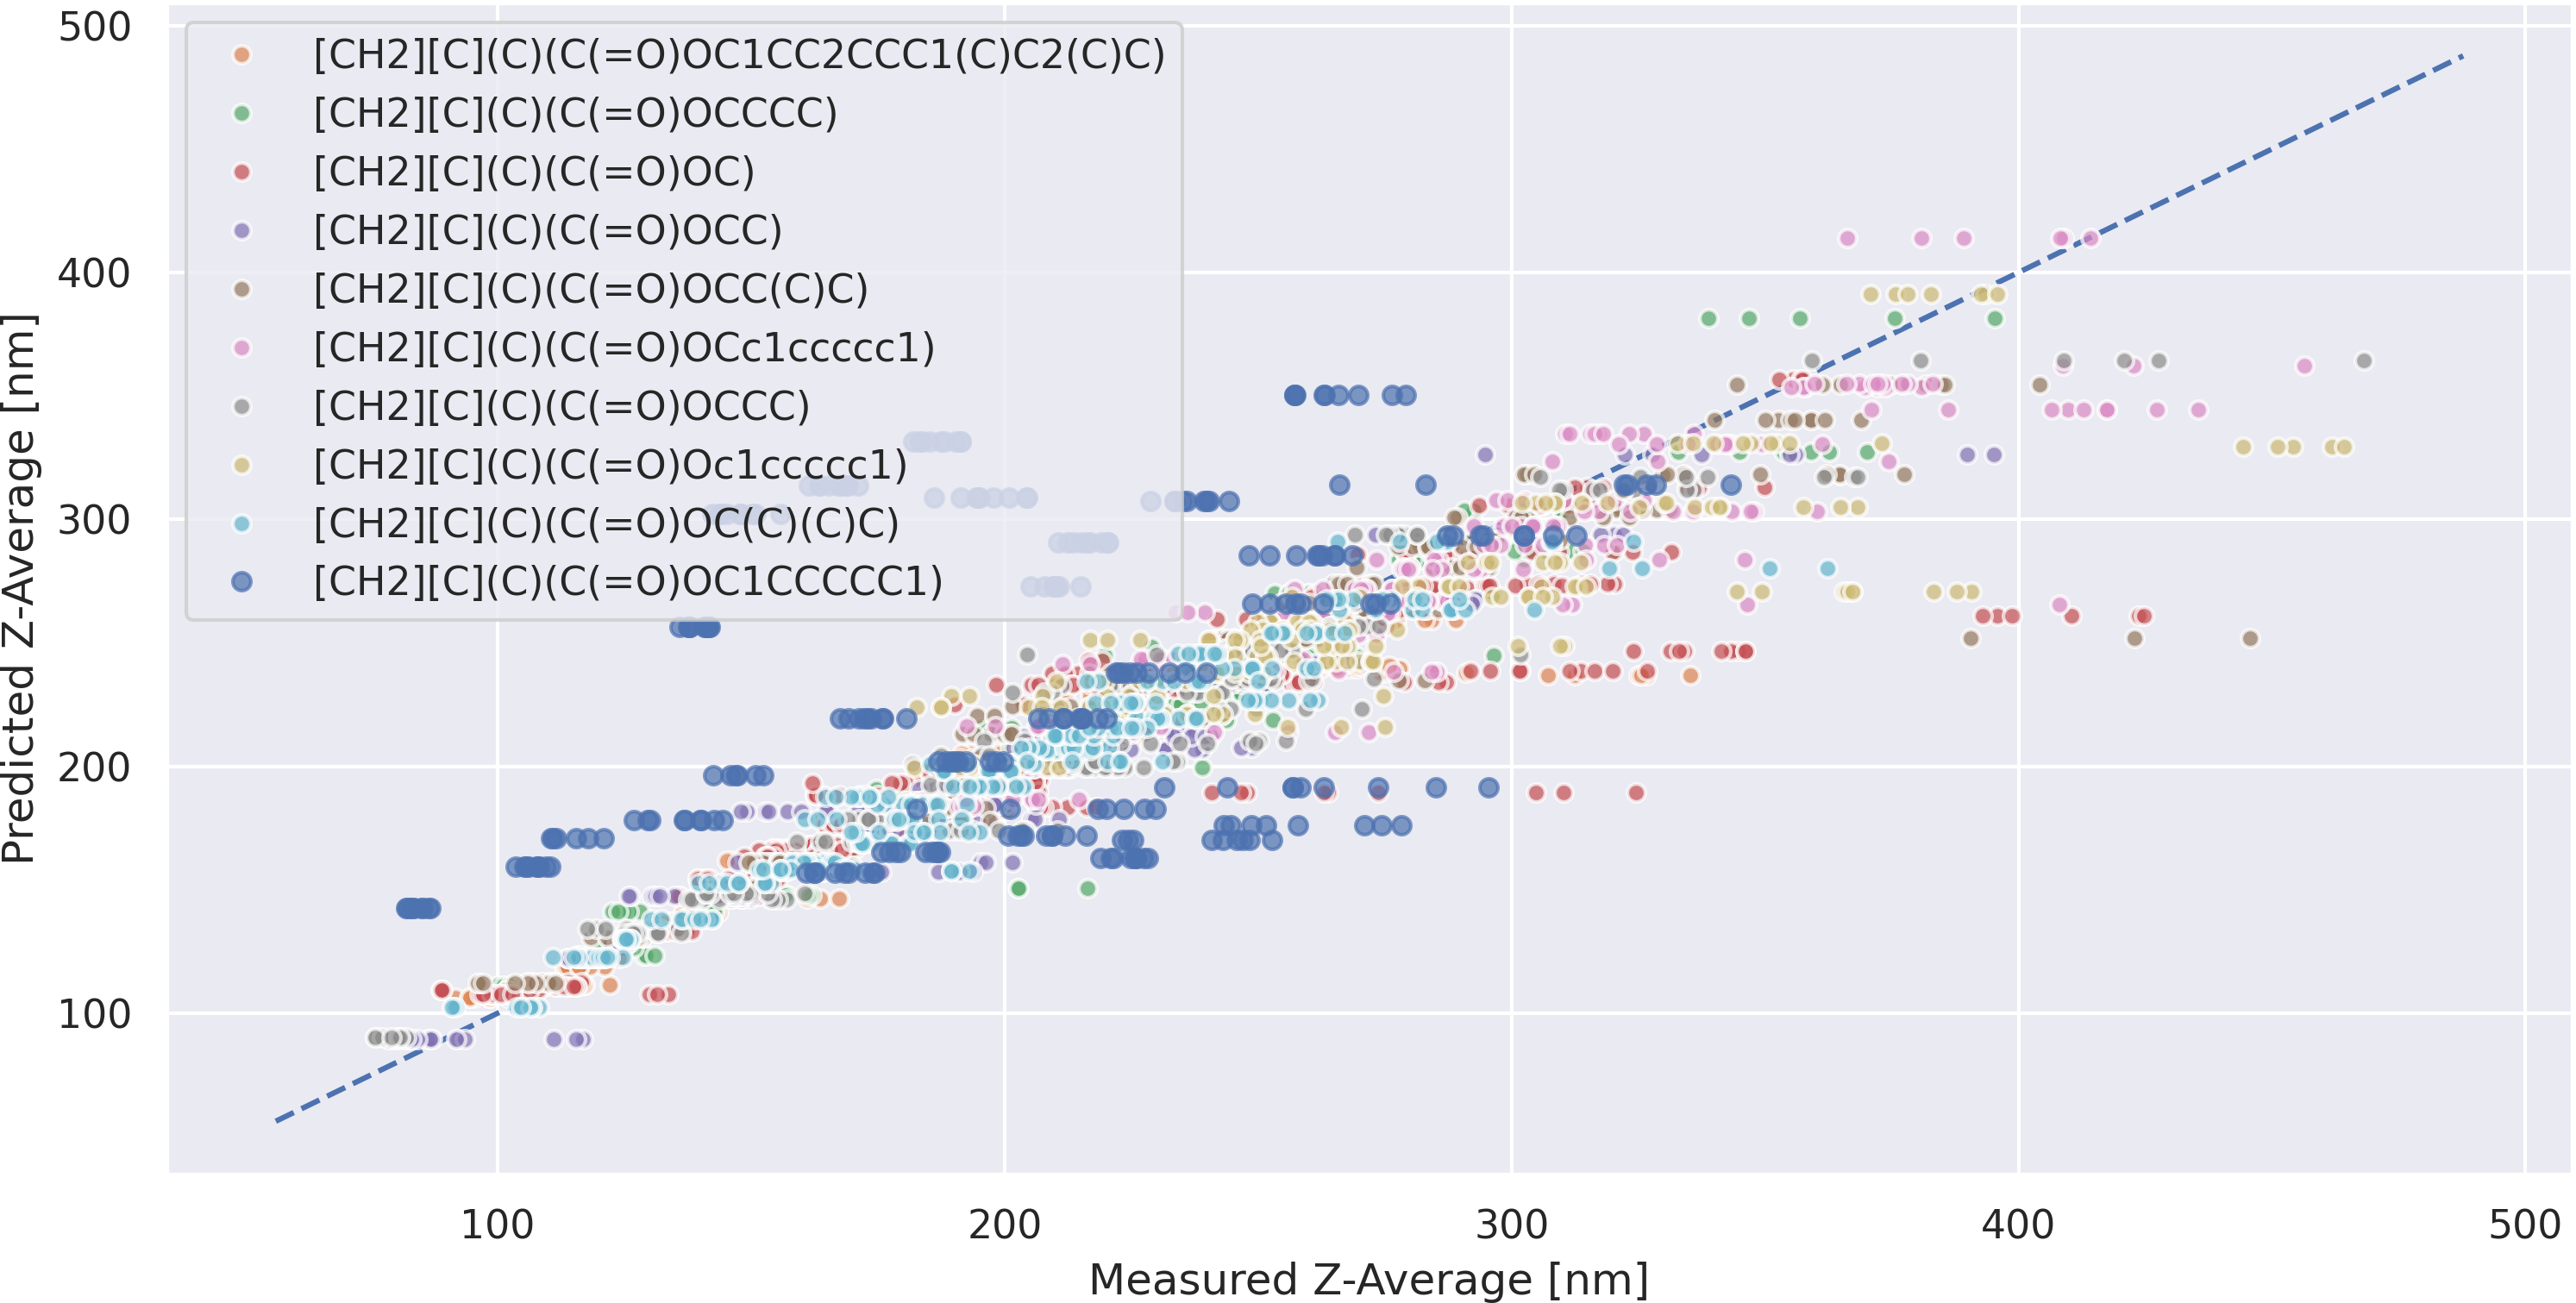 500
400
300
200
100
Predicted Z-Average [nm]
[CH2][C](C)(C(=O)OC1CC2CCC1(C)C2(C)C)
[CH2][C](C)(C(=O)OCCCC)
[CH2][C](C)(C(=O)OC)
[CH2][C](C)(C(=O)OCC)
[CH2][C](C)(C(=O)OCC(C)C)
[CH2][C](C)(C(=O)OCc1ccccc1)
[CH2][C](C)(C(=O)OCCC)
[CH2][C](C)(C(=O)Oc1ccccc1)
[CH2][C](C)(C(=O)OC(C)(C)C)
[CH2][C](C)(C(=O)OC1CCCCC1)
100
200
300
400
500
Measured Z-Average [nm]